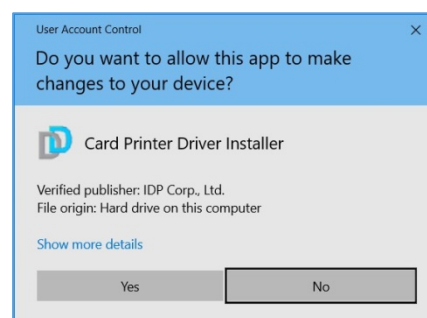 User Account Control
Do you want to allow this app to make
changes to your device?
Card Printer Driver Installer
Verified publisher: IDP Corp., Ltd.
File origin: Hard drive on this computer
Show more details
Yes
No